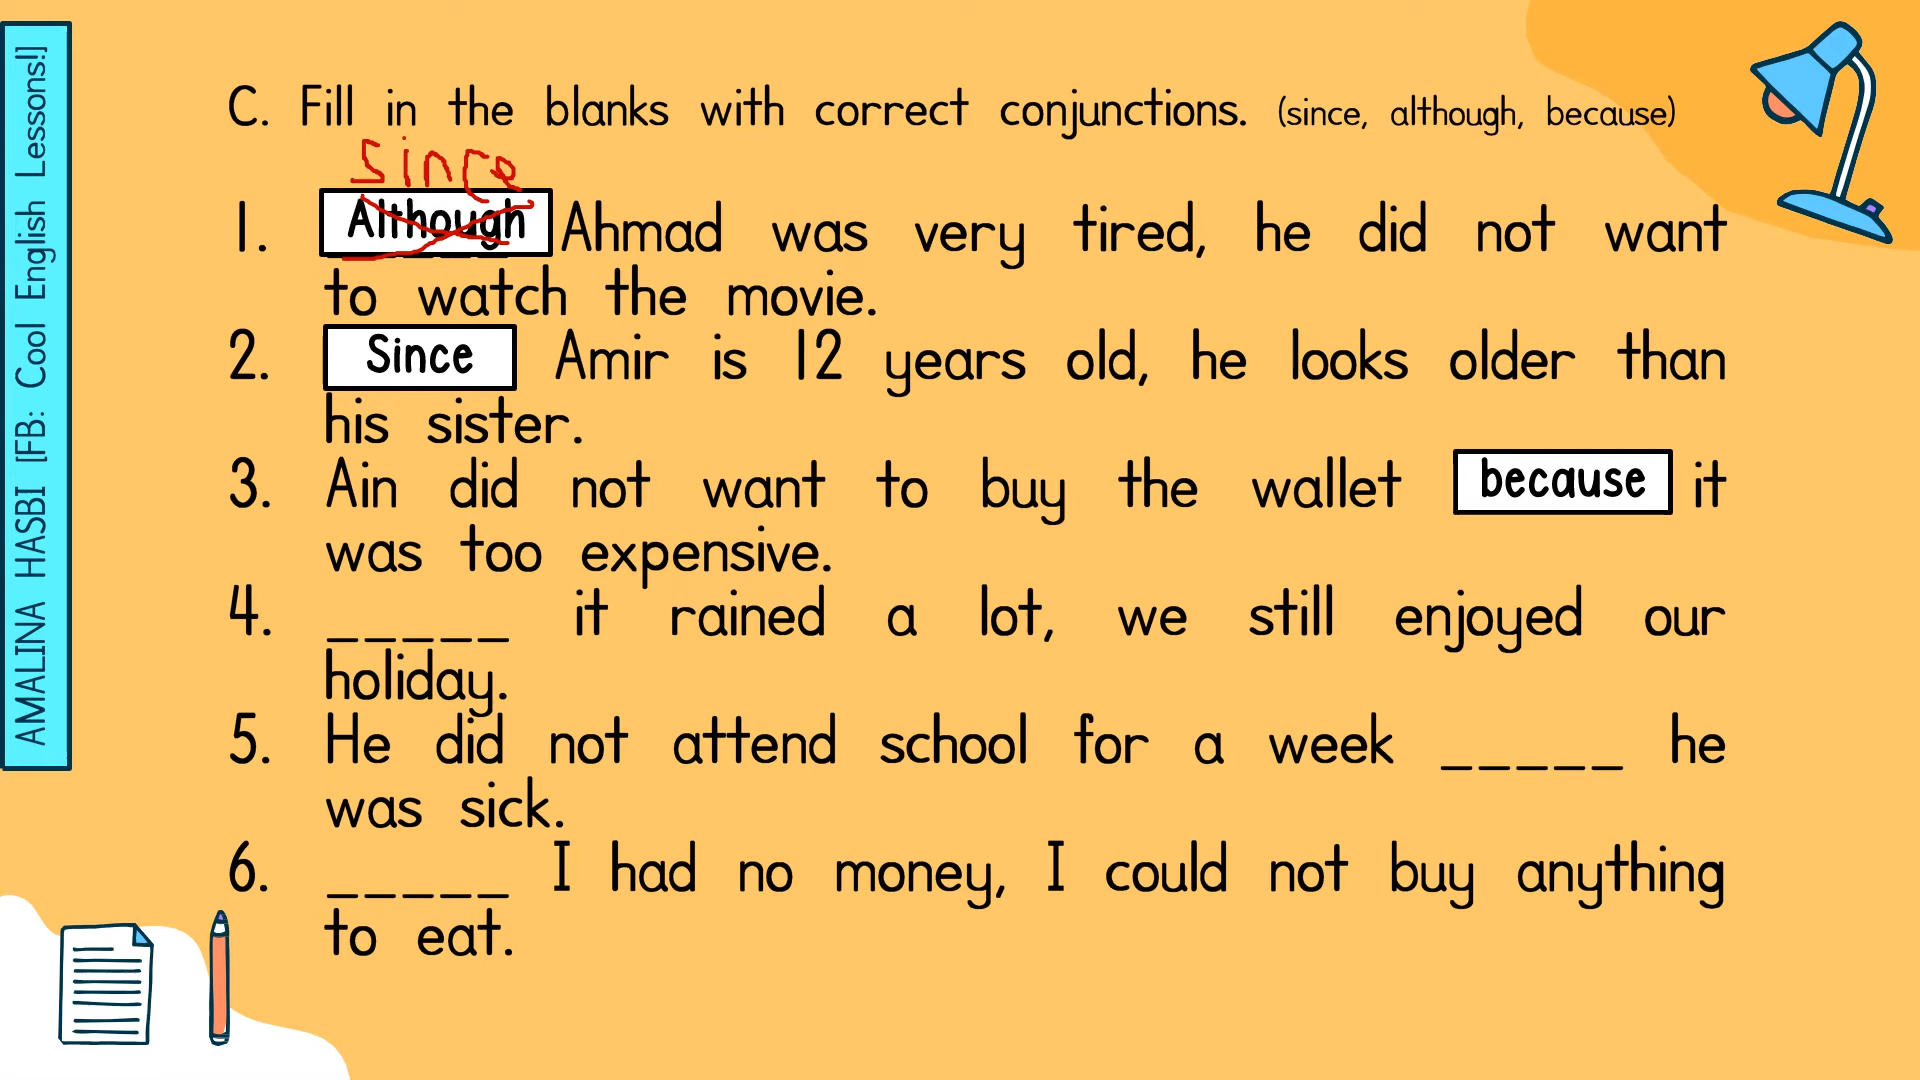 AMALINA HASBI [FB: Cool English Lessons!]
C. Fill in the blanks with correct conjunctions. (since, although, because)
since
1. Although Ahmad was very tired, he did not want
to watch the movie.
2. Since Amir is 12 years old, he looks older than
his sister.
3. Ain did not want to buy the wallet because it
was too expensive.
4. _____ it rained a lot, we still enjoyed our
holiday.
5. He did not attend school for a week _____ he
was sick.
6. _____ I had no money, I could not buy anything
to eat.